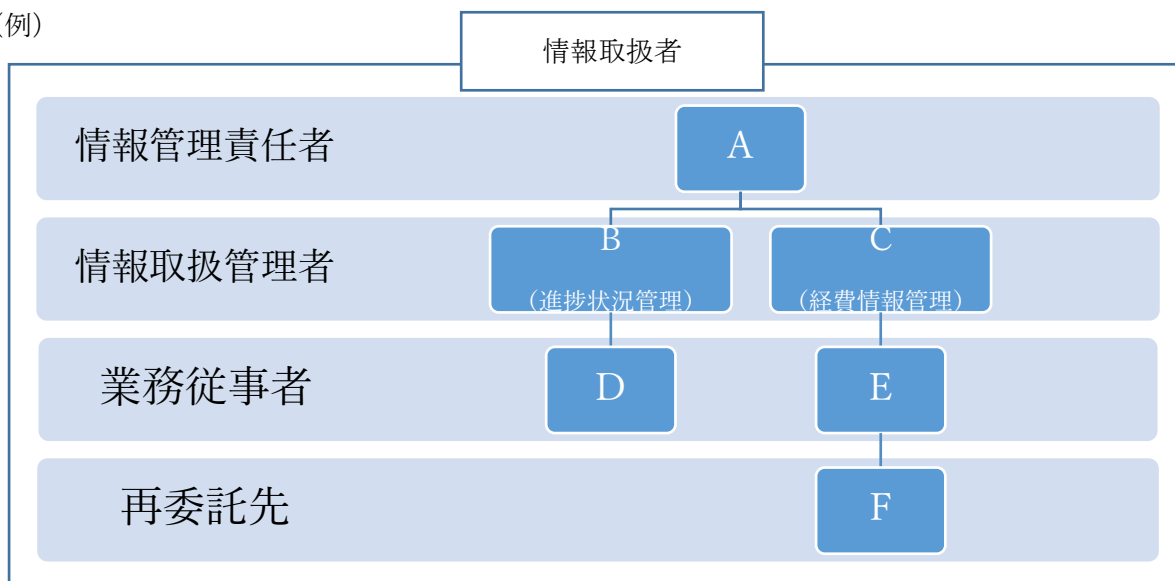 （例）
情報取扱者
情報管理責任者
A
情報取扱管理者
B
（進捗状況管理）
C
（経費情報管理）
業務従事者
D
E
再委託先
F